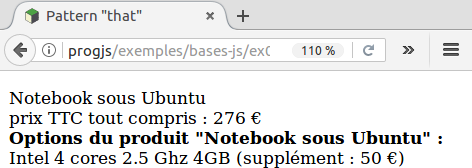 Pattern "that"
progjs/exemples/bases-js/ex0
110 %
Notebook sous Ubuntu
prix TTC tout compris : 276 €
Options du produit "Notebook sous Ubuntu" :
Intel 4 cores 2.5 Ghz 4GB (supplément : 50 €)